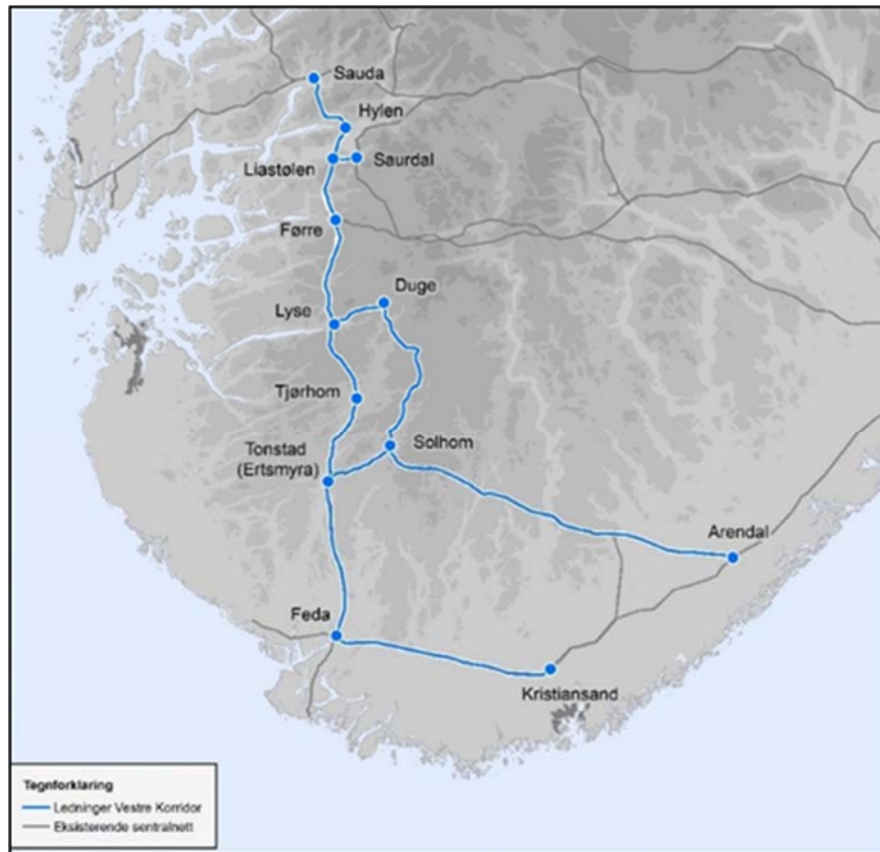 Sauda
Hylen
Liastølen
Saurdal
Førre
Duge
Lyse
Tjørhom
Tonstad
(Ertsmyra)
Solhom
Arendal
Feda
Kristiansand
Tegnforklaring
Ledninger Vestre Korridor
Eksisterende sentralnett